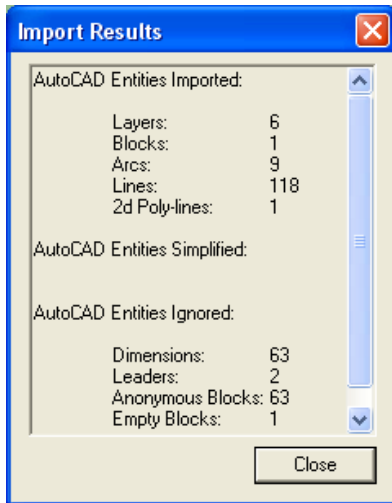 Import Results
AutoCAD Entities Imported:
Layers: 6
Blocks: 1
Arcs: 9
Lines: 118
2d Poly-lines: 1
AutoCAD Entities Simplified:
AutoCAD Entities Ignored:
Dimensions: 63
Leaders: 2
Anonymous Blocks: 63
Empty Blocks: 1
Close